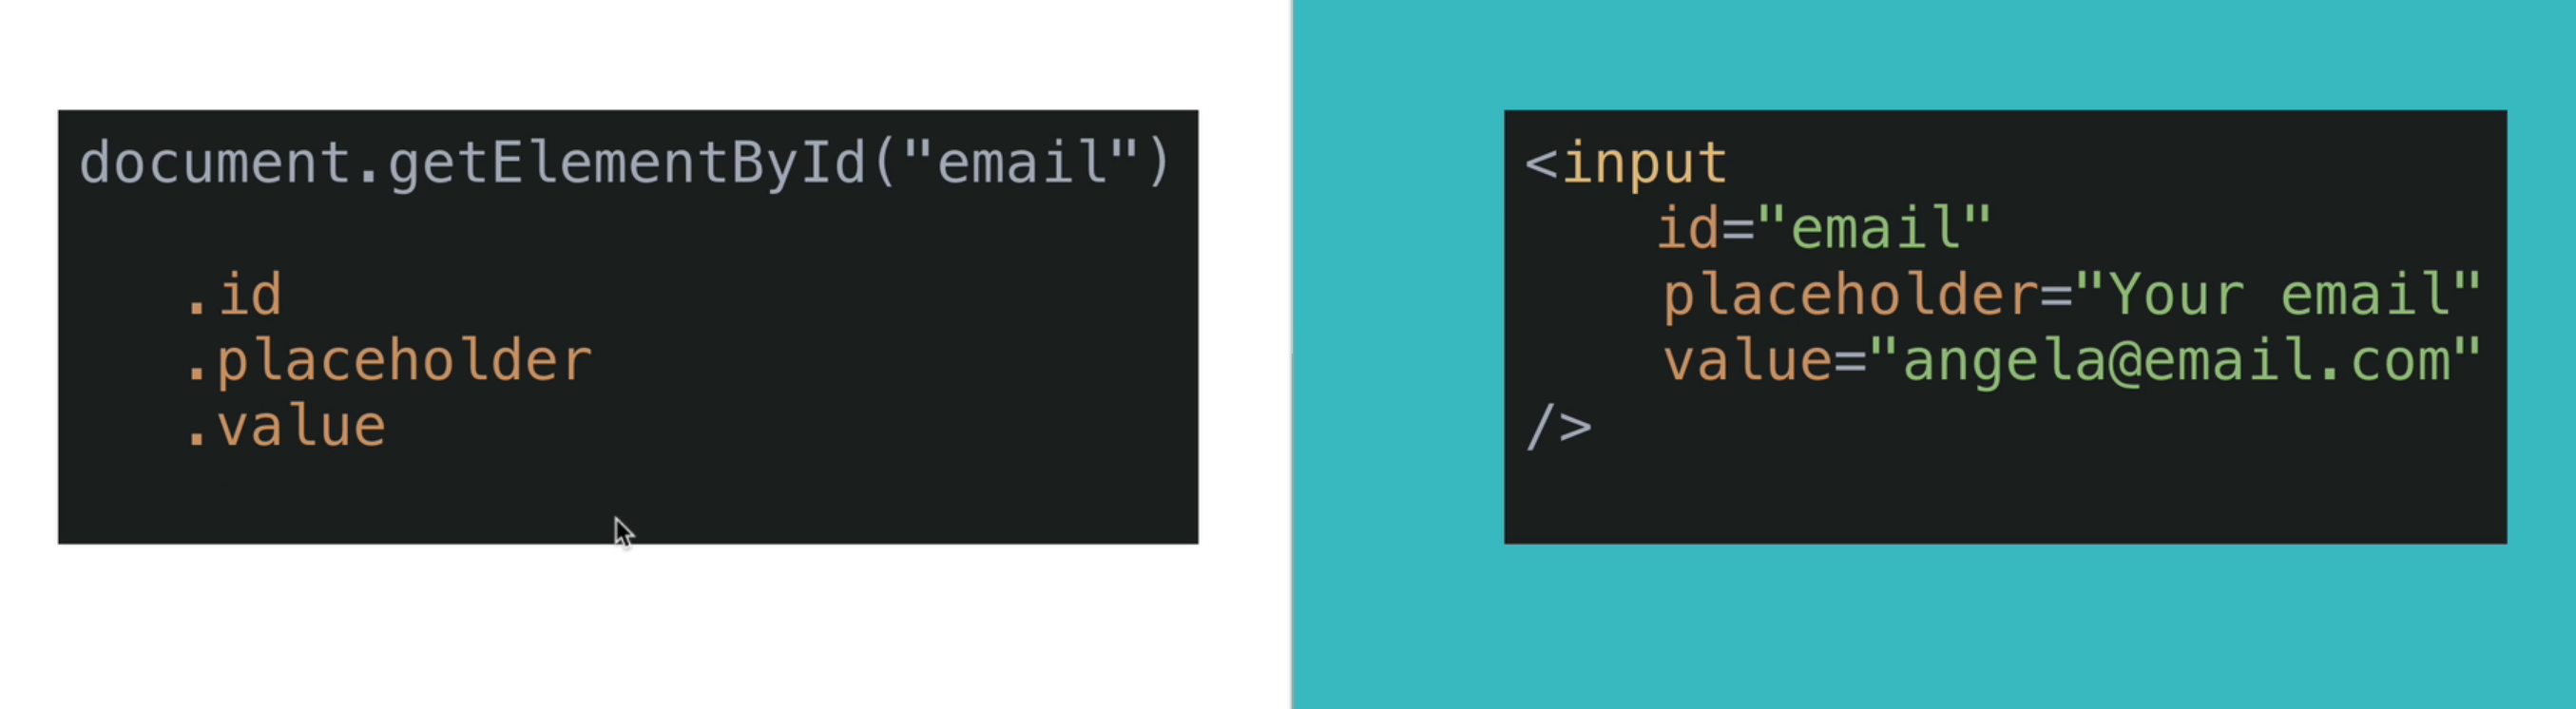 document.getElementById("email")
.id
.placeholder
.value
<input
id="email"
placeholder="Your email"
value="angela@email.com"
/>